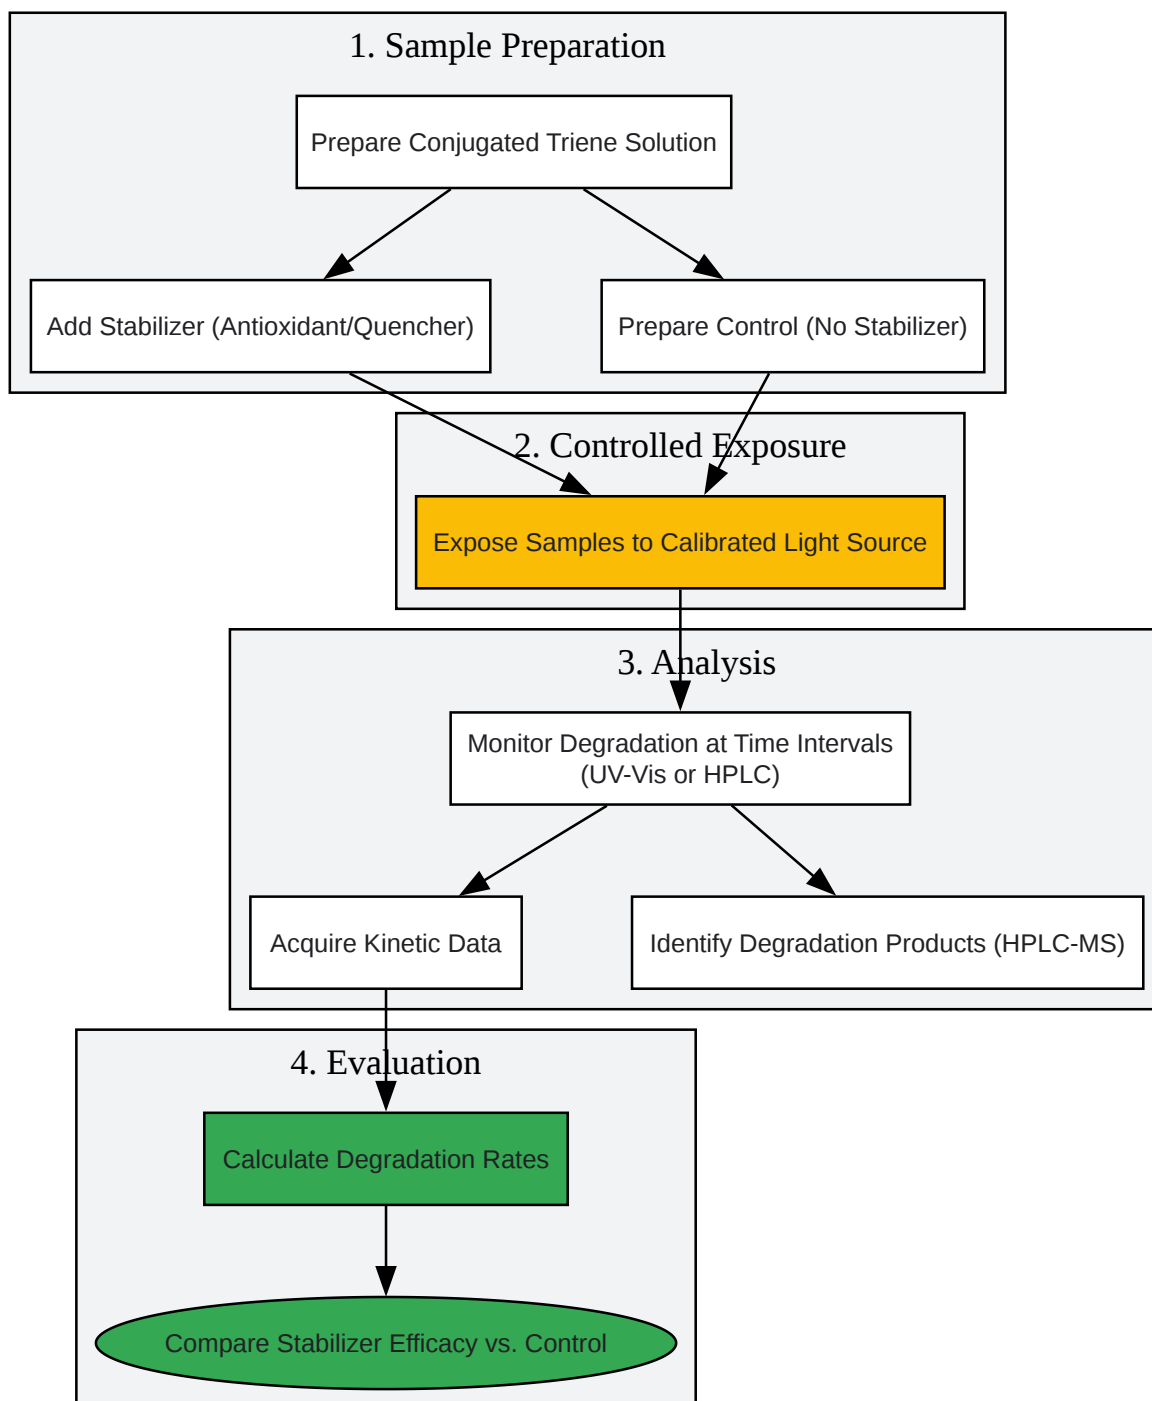 1. Sample Preparation
Prepare Conjugated Triene Solution
Add Stabilizer (Antioxidant/Quencher)
Prepare Control (No Stabilizer)
2. Controlled Exposure
Expose Samples to Calibrated Light Source
3. Analysis
Monitor Degradation at Time Intervals
(UV-Vis or HPLC)
Acquire Kinetic Data
Identify Degradation Products (HPLC-MS)
4. Evaluation
Calculate Degradation Rates
Compare Stabilizer Efficacy vs. Control